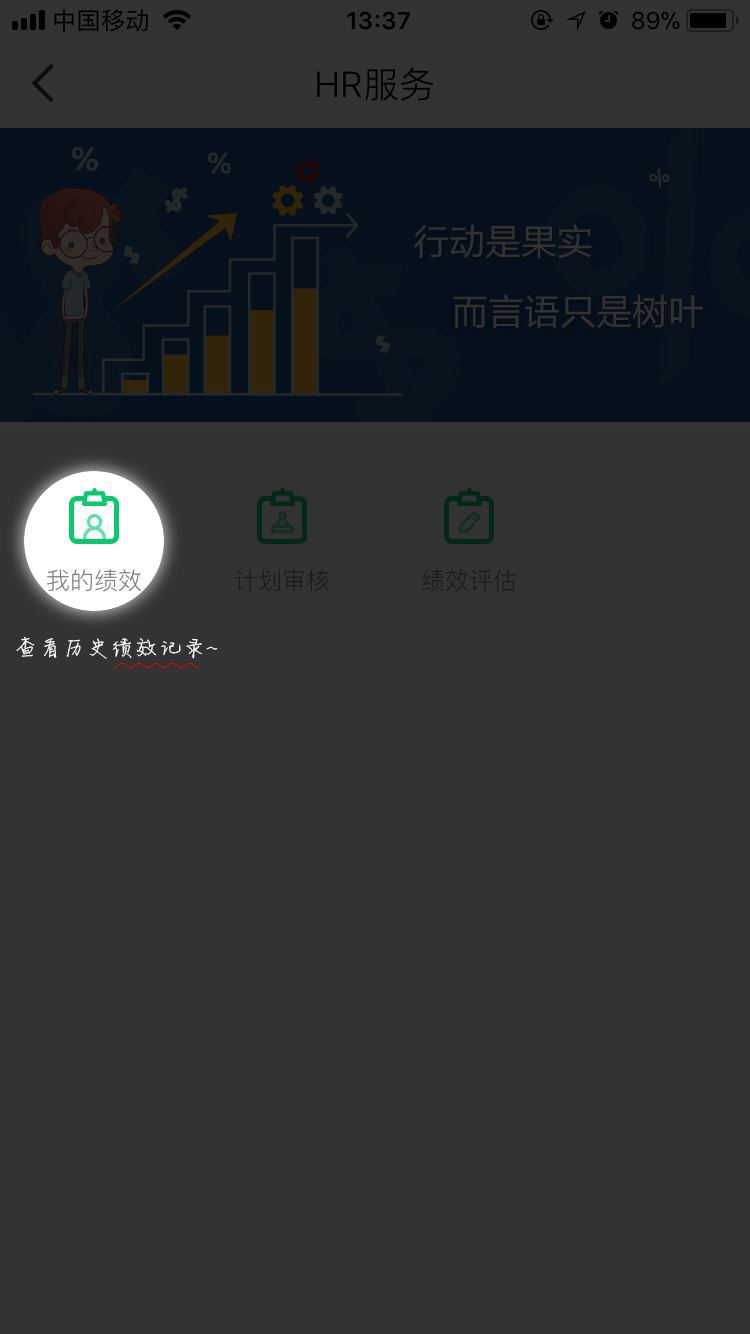 中国移动 13:37 89%
HR服务
% % %
行动是果实
而言语只是树叶
我的绩效 计划审核 绩效评估
查看历史绩效记录~